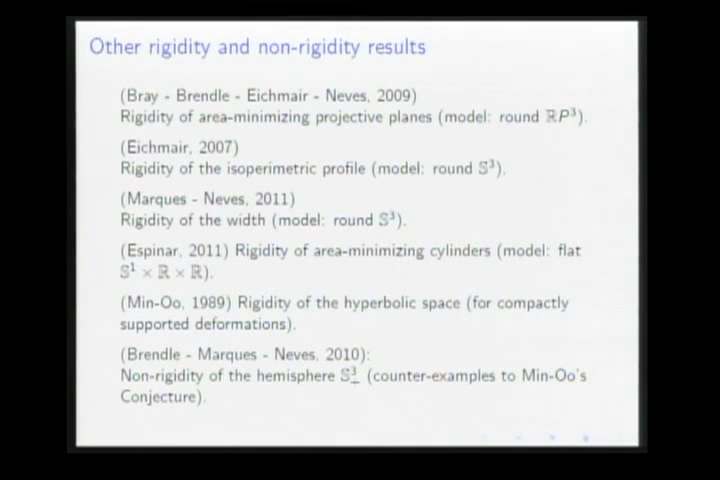 Other rigidity and non-rigidity results
(Bray - Brendle - Eichmair - Neves, 2009)
Rigidity of area-minimizing projective planes (model: round ℝP³).
(Eichmair, 2007)
Rigidity of the isoperimetric profile (model: round 𝕊³).
(Marques - Neves, 2011)
Rigidity of the width (model: round 𝕊³).
(Espinar, 2011) Rigidity of area-minimizing cylinders (model: flat
𝕊¹ × ℝ × ℝ).
(Min-Oo, 1989) Rigidity of the hyperbolic space (for compactly
supported deformations).
(Brendle - Marques - Neves, 2010):
Non-rigidity of the hemisphere 𝕊³₋ (counter-examples to Min-Oo's
Conjecture).